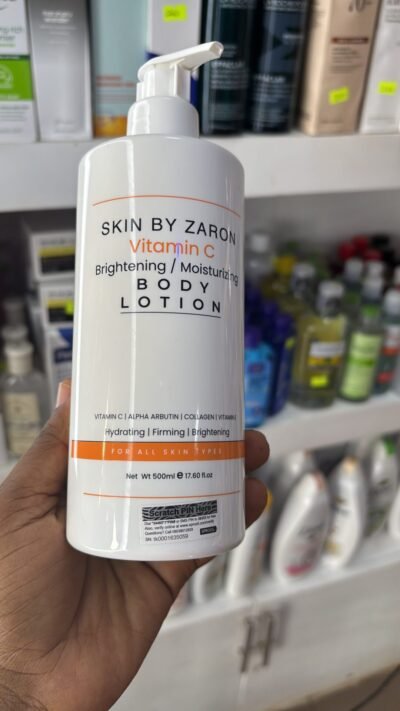 SKIN BY ZARON
Vitamin C
Brightening / Moisturizing
BODY
LOTION
VITAMIN C | ALPHA ARBUTIN | COLLAGEN | VITAMIN E
Hydrating | Firming | Brightening
FOR ALL SKIN TYPES
Net Wt 500ml e 17.60 fl.oz
Scratch PIN Here